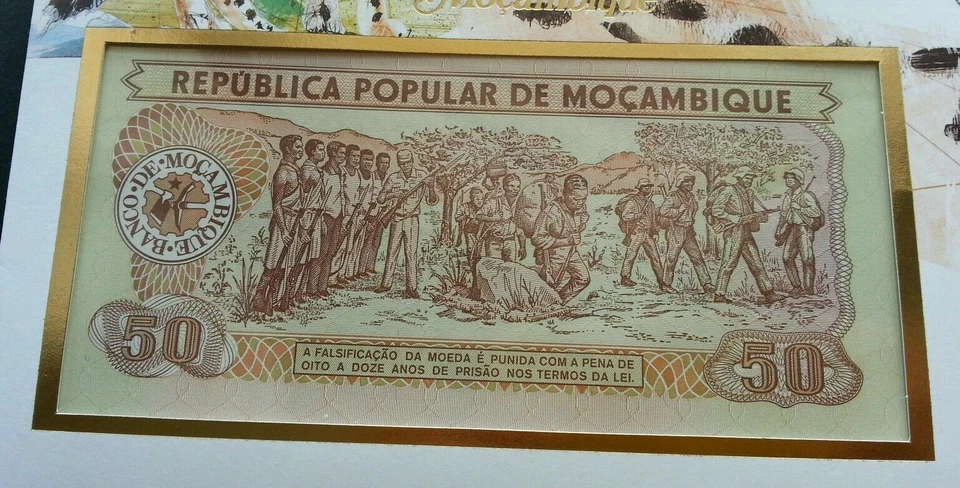 Moçambique
REPÚBLICA POPULAR DE MOÇAMBIQUE
BANCO·DE·MOÇAMBIQUE·
50
A FALSIFICAÇÃO DA MOEDA É PUNIDA COM A PENA DE
OITO A DOZE ANOS DE PRISÃO NOS TERMOS DA LEI.
50